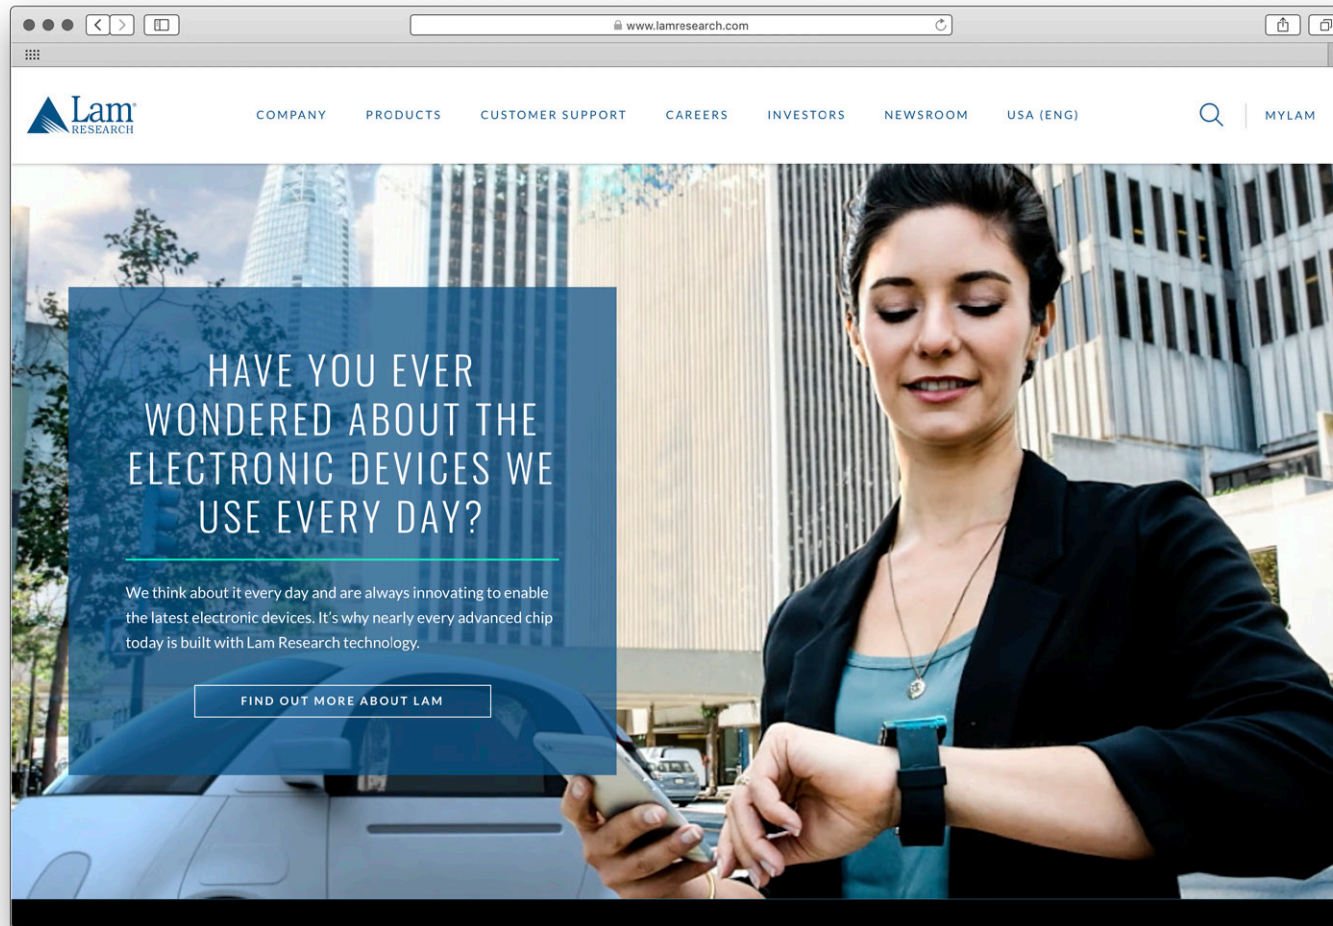 www.lamresearch.com
Lam
RESEARCH
COMPANY
PRODUCTS
CUSTOMER SUPPORT
CAREERS
INVESTORS
NEWSROOM
USA (ENG)
MYLAM
HAVE YOU EVER
WONDERED ABOUT THE
ELECTRONIC DEVICES WE
USE EVERY DAY?
We think about it every day and are always innovating to enable
the latest electronic devices. It’s why nearly every advanced chip
today is built with Lam Research technology.
FIND OUT MORE ABOUT LAM